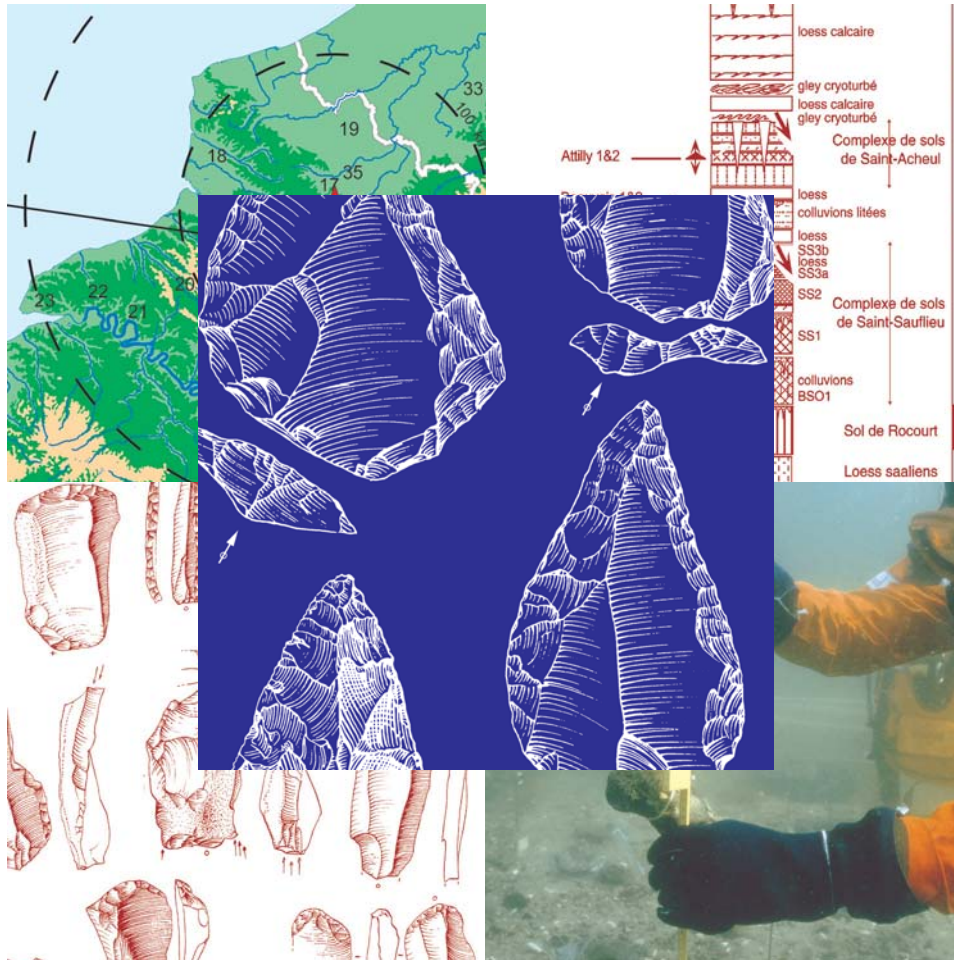 33
100 km
19
18
35
17
20
22
23
21
loess calcaire
gley cryoturbé
loess calcaire
gley cryoturbé
Complexe de sols
de Saint-Acheul
Attilly 1&2
loess
colluvions litées
loess
SS3b
loess
SS3a
SS2
Complexe de sols
de Saint-Sauflieu
SS1
colluvions
BSO1
Sol de Rocourt
Loess saaliens